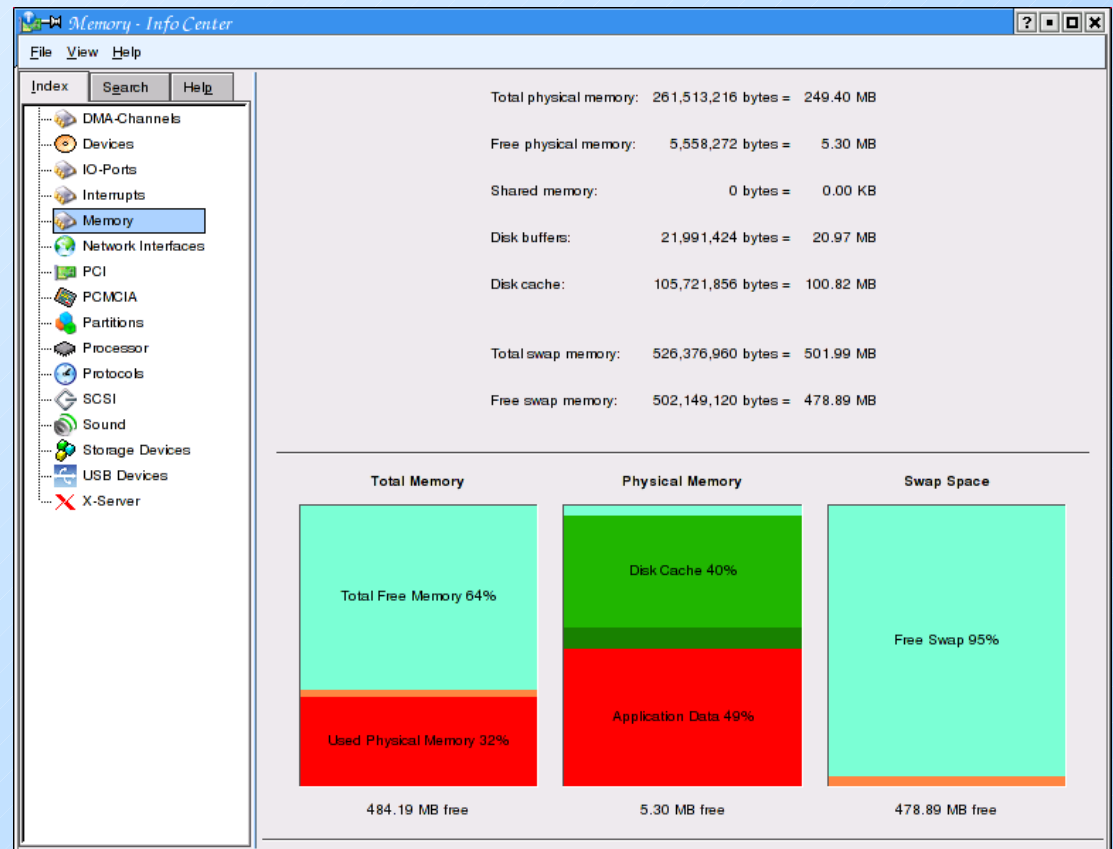 Memory - Info Center
File View Help
Index Search Help
DMA-Channels
Devices
IO-Ports
Interrupts
Memory
Network Interfaces
PCI
PCMCIA
Partitions
Processor
Protocols
SCSI
Sound
Storage Devices
USB Devices
X-Server
Total physical memory: 261,513,216 bytes = 249.40 MB
Free physical memory: 5,558,272 bytes = 5.30 MB
Shared memory: 0 bytes = 0.00 KB
Disk buffers: 21,991,424 bytes = 20.97 MB
Disk cache: 105,721,856 bytes = 100.82 MB
Total swap memory: 526,376,960 bytes = 501.99 MB
Free swap memory: 502,149,120 bytes = 478.89 MB
Total Memory Physical Memory Swap Space
Disk Cache 40%
Total Free Memory 64%
Free Swap 95%
Application Data 49%
Used Physical Memory 32%
484.19 MB free 5.30 MB free 478.89 MB free